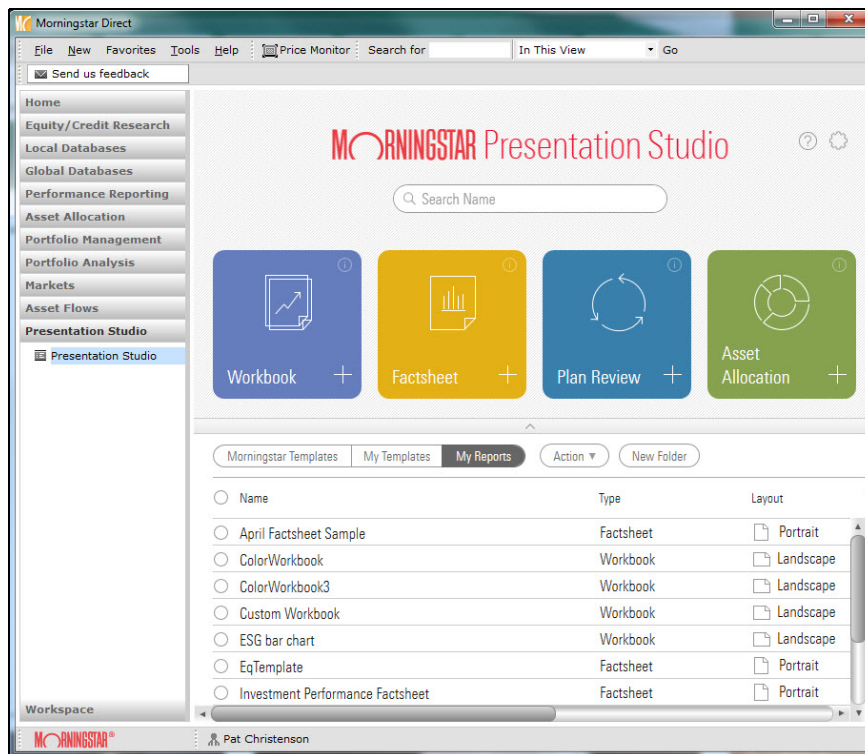 Morningstar Direct
File New Favorites Tools Help Price Monitor Search for In This View Go
Send us feedback
Home
Equity/Credit Research
Local Databases
Global Databases
Performance Reporting
Asset Allocation
Portfolio Management
Portfolio Analysis
Markets
Asset Flows
Presentation Studio
Presentation Studio
Workspace
MORNINGSTAR Presentation Studio
Search Name
Workbook
Factsheet
Plan Review
Asset
Allocation
Morningstar Templates My Templates My Reports Action New Folder
Name Type Layout
April Factsheet Sample Factsheet Portrait
ColorWorkbook Workbook Landscape
ColorWorkbook3 Workbook Landscape
Custom Workbook Workbook Landscape
ESG bar chart Workbook Landscape
EqTemplate Factsheet Portrait
Investment Performance Factsheet Factsheet Portrait
MORNINGSTAR® Pat Christenson